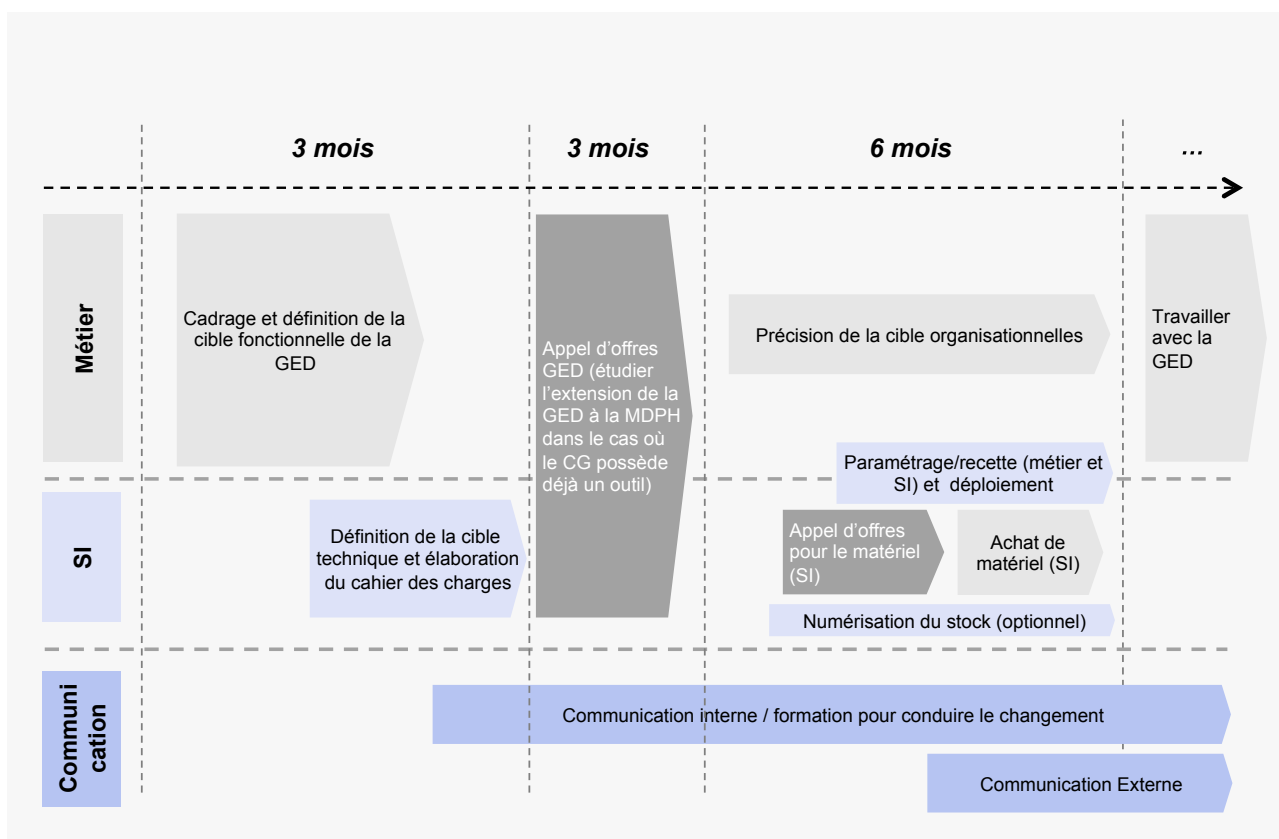 3 mois
3 mois
6 mois
...
Métier
Cadrage et définition de la
cible fonctionnelle de la
GED
Appel d’offres
GED (étudier
l’extension de la
GED à la MDPH
dans le cas où
le CG possède
déjà un outil)
Précision de la cible organisationnelles
Travailler
avec la
GED
Paramétrage/recette (métier et
SI) et déploiement
SI
Définition de la cible
technique et élaboration
du cahier des charges
Appel d’offres
pour le matériel
(SI)
Achat de
matériel (SI)
Numérisation du stock (optionnel)
Communi
cation
Communication interne / formation pour conduire le changement
Communication Externe